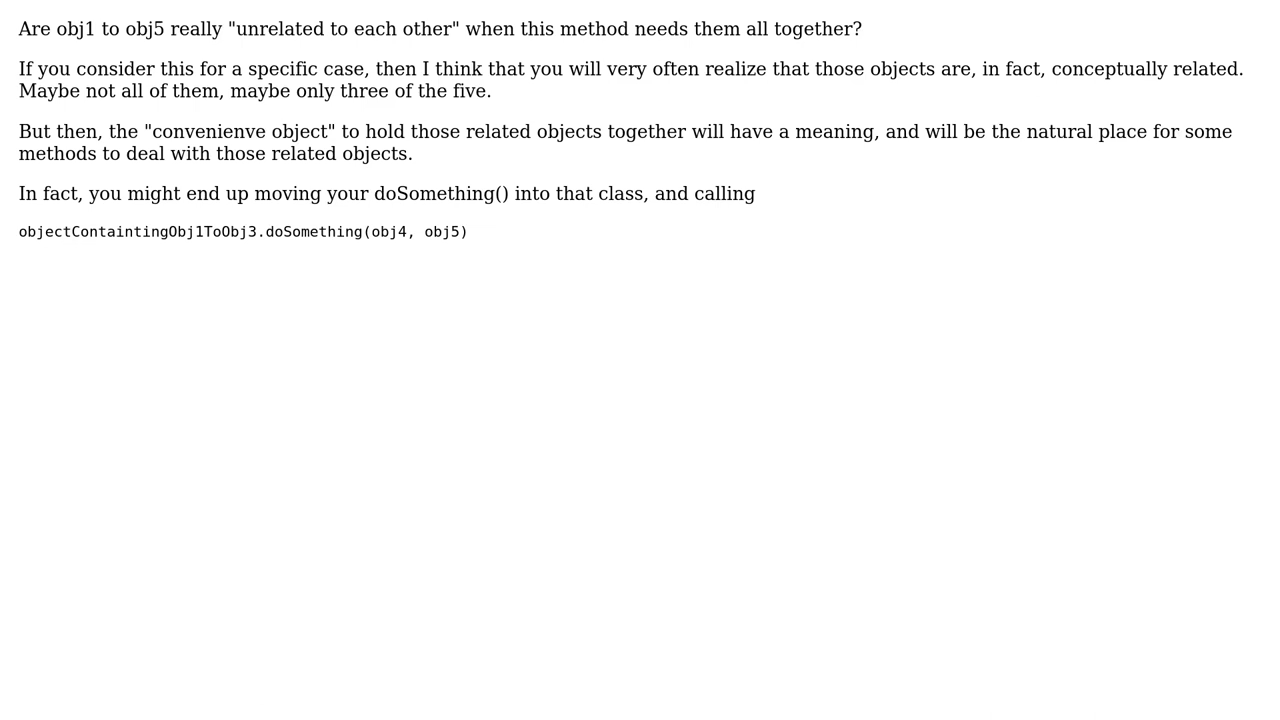 Are obj1 to obj5 really "unrelated to each other" when this method needs them all together?
If you consider this for a specific case, then I think that you will very often realize that those objects are, in fact, conceptually related.
Maybe not all of them, maybe only three of the five.
But then, the "convenienve object" to hold those related objects together will have a meaning, and will be the natural place for some
methods to deal with those related objects.
In fact, you might end up moving your doSomething() into that class, and calling
objectContaintingObj1ToObj3.doSomething(obj4, obj5)